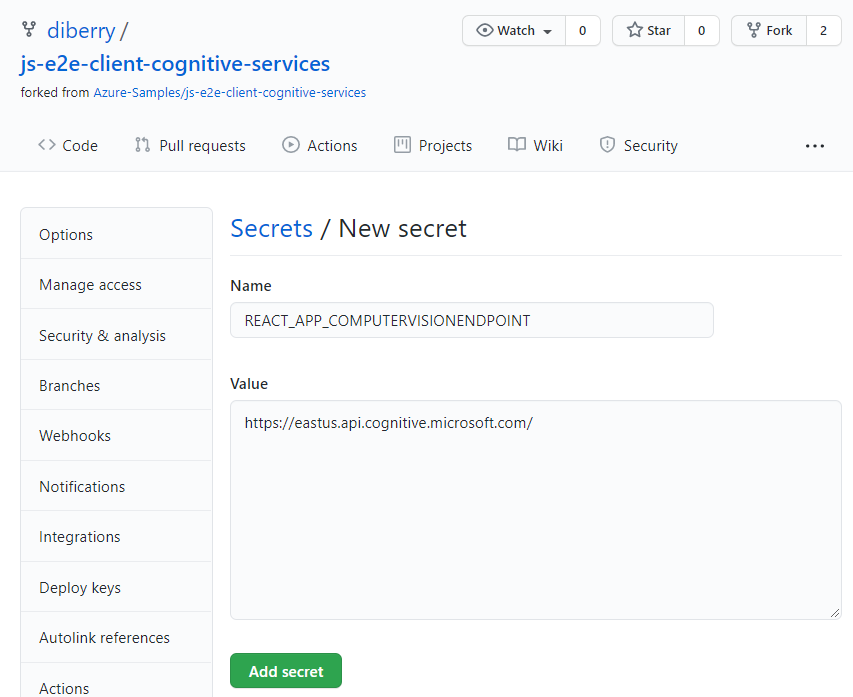 diberry / Watch 0 Star 0 Fork 2
js-e2e-client-cognitive-services
forked from Azure-Samples/js-e2e-client-cognitive-services
Code Pull requests Actions Projects Wiki Security ...
Options
Manage access
Security & analysis
Branches
Webhooks
Notifications
Integrations
Deploy keys
Autolink references
Actions
Secrets / New secret
Name
REACT_APP_COMPUTERVISIONENDPOINT
Value
https://eastus.api.cognitive.microsoft.com/
Add secret